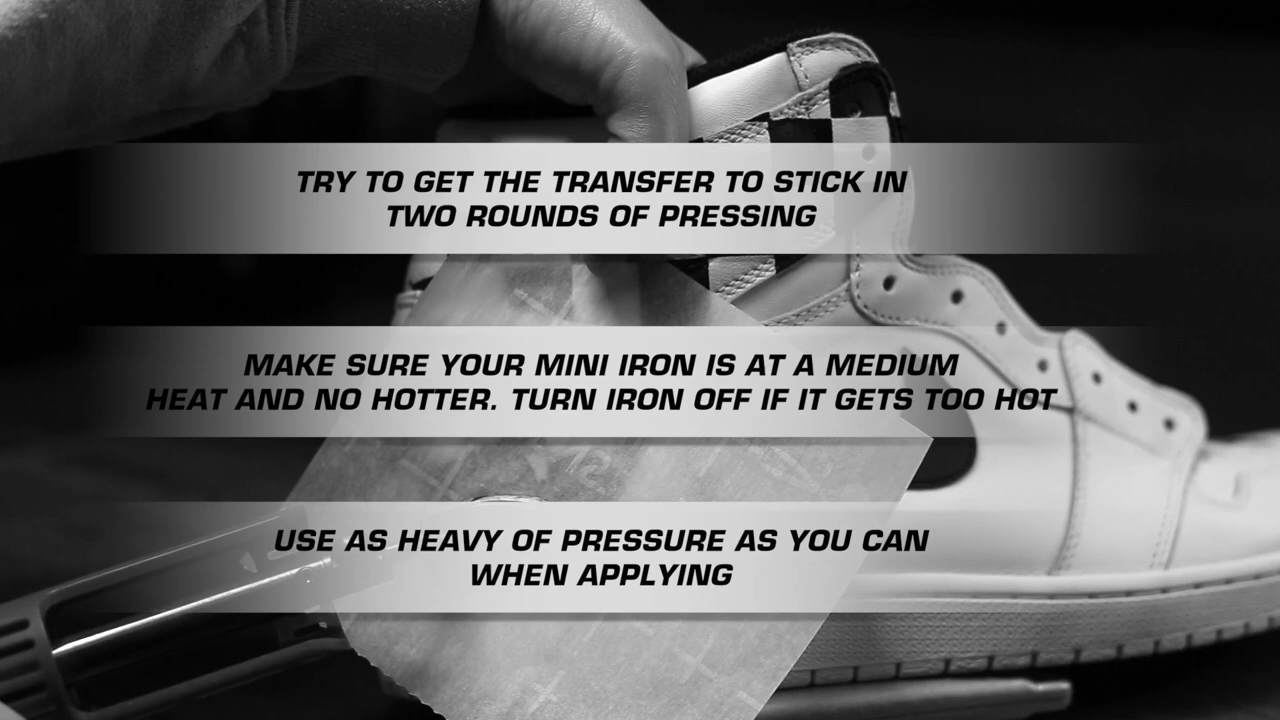 TRY TO GET THE TRANSFER TO STICK IN
TWO ROUNDS OF PRESSING
MAKE SURE YOUR MINI IRON IS AT A MEDIUM
HEAT AND NO HOTTER. TURN IRON OFF IF IT GETS TOO HOT
USE AS HEAVY OF PRESSURE AS YOU CAN
WHEN APPLYING